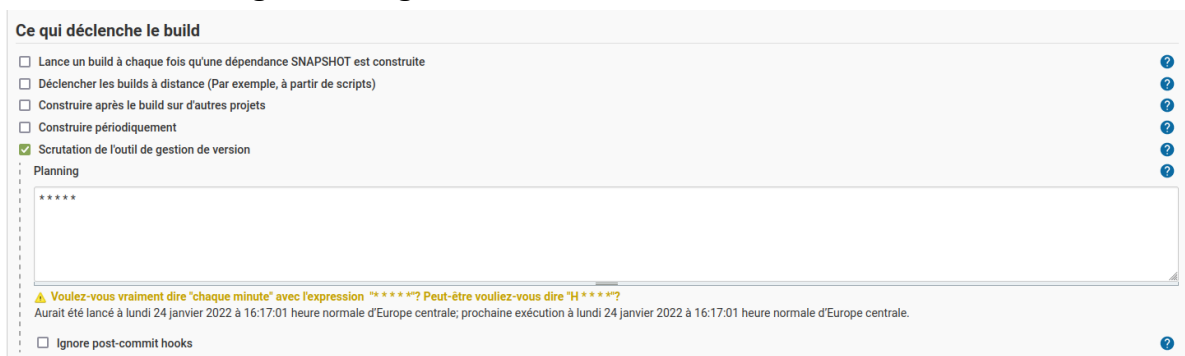 Ce qui déclenche le build
Lance un build à chaque fois qu'une dépendance SNAPSHOT est construite
Déclencher les builds à distance (Par exemple, à partir de scripts)
Construire après le build sur d'autres projets
Construire périodiquement
Scrutation de l'outil de gestion de version
Planning
* * * * *
Voulez-vous vraiment dire "chaque minute" avec l'expression "* * * * *"? Peut-être vouliez-vous dire "H * * * *"?
Aurait été lancé à lundi 24 janvier 2022 à 16:17:01 heure normale d'Europe centrale; prochaine exécution à lundi 24 janvier 2022 à 16:17:01 heure normale d'Europe centrale.
Ignore post-commit hooks